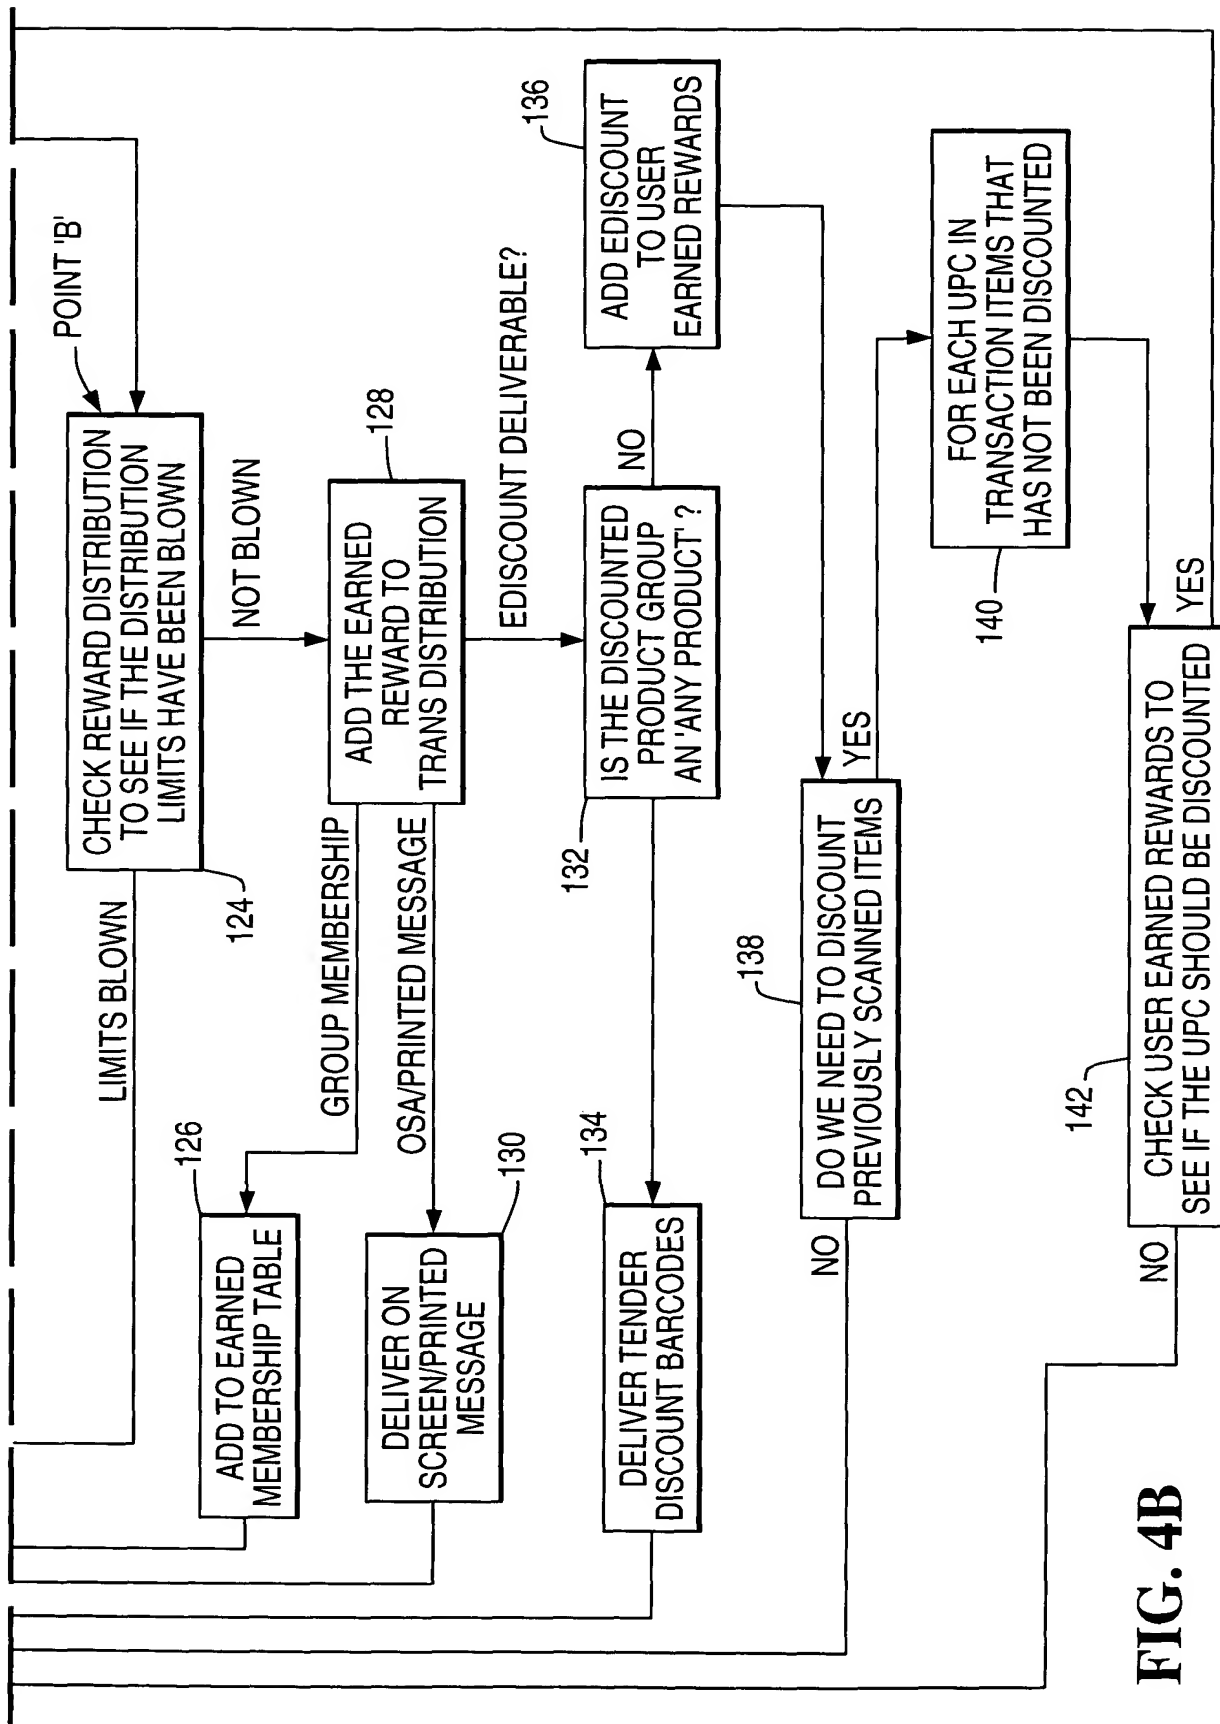 POINT 'B'
CHECK REWARD DISTRIBUTION
TO SEE IF THE DISTRIBUTION
LIMITS HAVE BEEN BLOWN
124
LIMITS BLOWN
NOT BLOWN
128
ADD THE EARNED
REWARD TO
TRANS DISTRIBUTION
GROUP MEMBERSHIP
OSA/PRINTED MESSAGE
126
ADD TO EARNED
MEMBERSHIP TABLE
130
DELIVER ON
SCREEN/PRINTED
MESSAGE
EDISCOUNT DELIVERABLE?
132
IS THE DISCOUNTED
PRODUCT GROUP
AN 'ANY PRODUCT' ?
NO
134
DELIVER TENDER
DISCOUNT BARCODES
136
ADD EDISCOUNT
TO USER
EARNED REWARDS
138
DO WE NEED TO DISCOUNT
PREVIOUSLY SCANNED ITEMS
NO
YES
140
FOR EACH UPC IN
TRANSACTION ITEMS THAT
HAS NOT BEEN DISCOUNTED
142
CHECK USER EARNED REWARDS TO
SEE IF THE UPC SHOULD BE DISCOUNTED
NO
YES
FIG. 4B